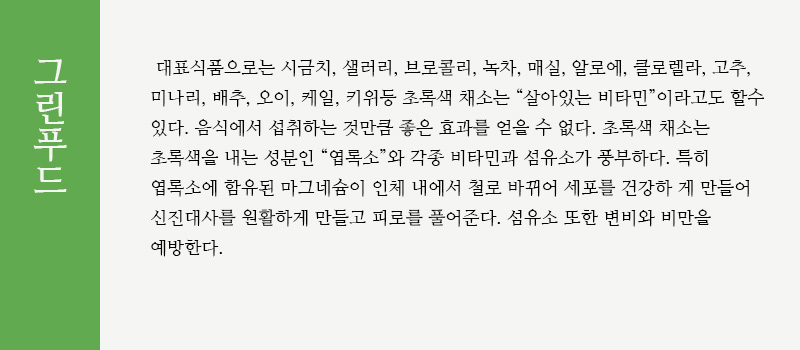 그린푸드
대표식품으로는 시금치, 샐러리, 브로콜리, 녹차, 매실, 알로에, 클로렐라, 고추,
미나리, 배추, 오이, 케일, 키위등 초록색 채소는 “살아있는 비타민”이라고도 할수
있다. 음식에서 섭취하는 것만큼 좋은 효과를 얻을 수 없다. 초록색 채소는
초록색을 내는 성분인 “엽록소”와 각종 비타민과 섬유소가 풍부하다. 특히
엽록소에 함유된 마그네슘이 인체 내에서 철로 바뀌어 세포를 건강하 게 만들어
신진대사를 원활하게 만들고 피로를 풀어준다. 섬유소 또한 변비와 비만을
예방한다.